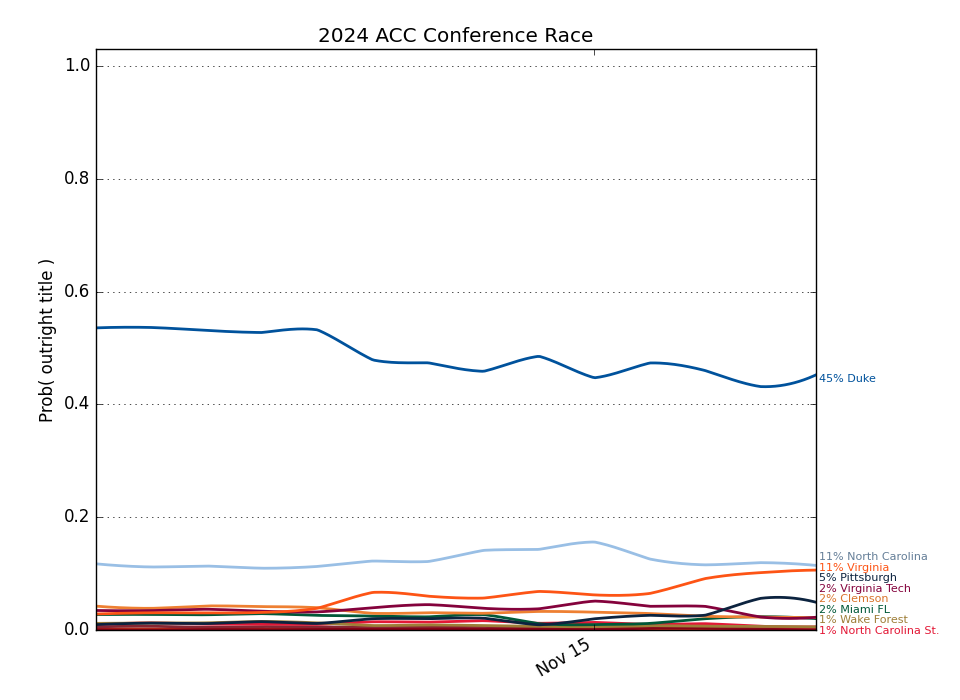 2024 ACC Conference Race
Prob( outright title )
1.0
0.8
0.6
0.4
0.2
0.0
Nov 15
45% Duke
11% North Carolina
11% Virginia
5% Pittsburgh
2% Virginia Tech
2% Clemson
2% Miami FL
1% Wake Forest
1% North Carolina St.